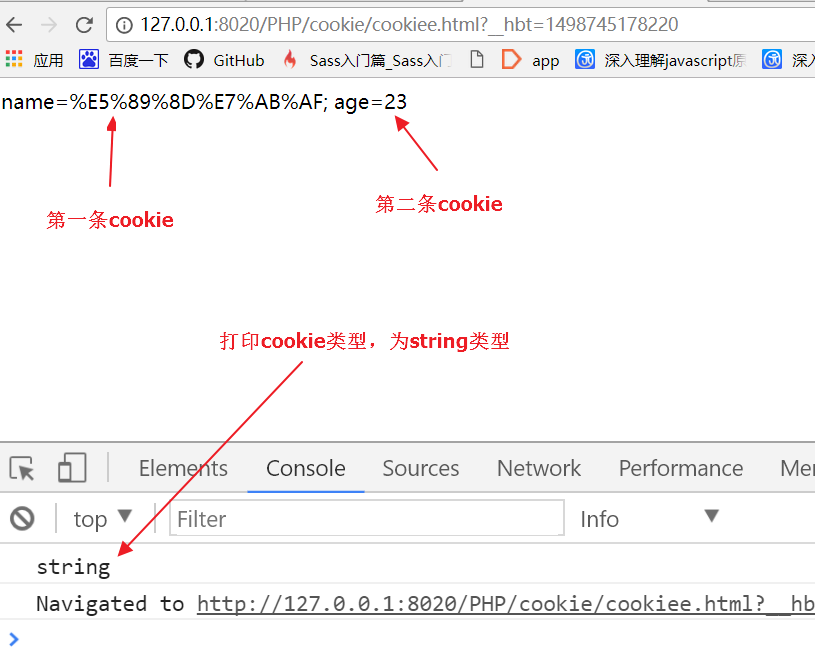 127.0.0.1:8020/PHP/cookie/cookiee.html?__hbt=1498745178220
应用 百度一下 GitHub Sass入门篇_Sass入门 app 深入理解javascript原 深入
name=%E5%89%8D%E7%AB%AF; age=23
第一条cookie
第二条cookie
打印cookie类型，为string类型
Elements Console Sources Network Performance Mem
top Filter Info
string
Navigated to http://127.0.0.1:8020/PHP/cookie/cookiee.html?__hb